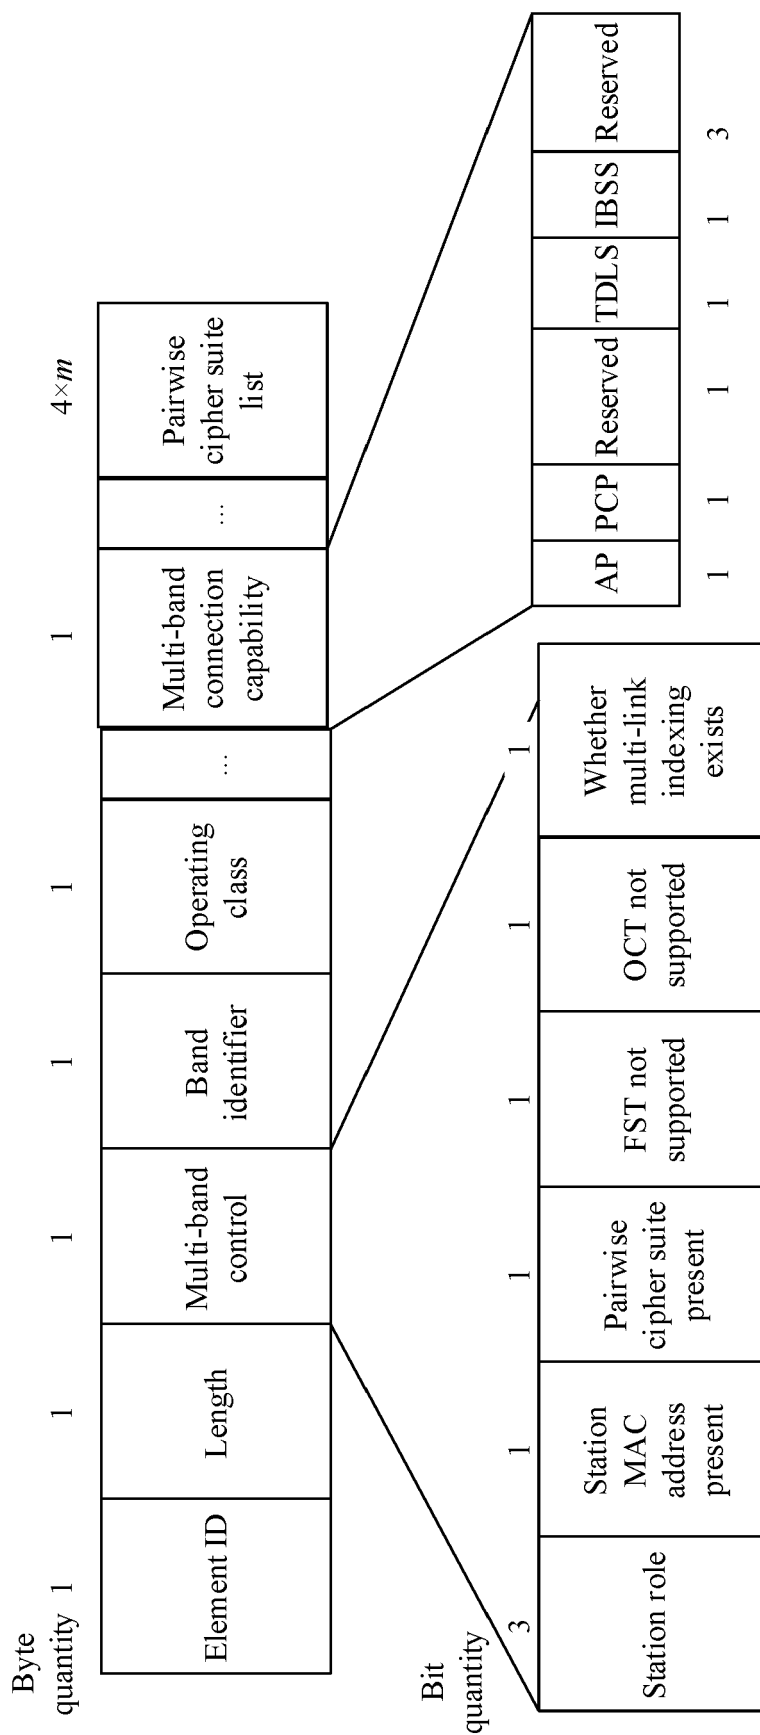 Byte
quantity
1
1
1
1
1
1
4×m
Element ID
Length
Multi-band
control
Band
identifier
Operating
class
...
Multi-band
connection
capability
...
Pairwise
cipher suite
list
Bit
quantity
3
1
1
1
1
1
Station role
Station
MAC
address
present
Pairwise
cipher suite
present
FST not
supported
OCT not
supported
Whether
multi-link
indexing
exists
AP
PCP
Reserved
TDLS
IBSS
Reserved
1
1
1
1
1
3